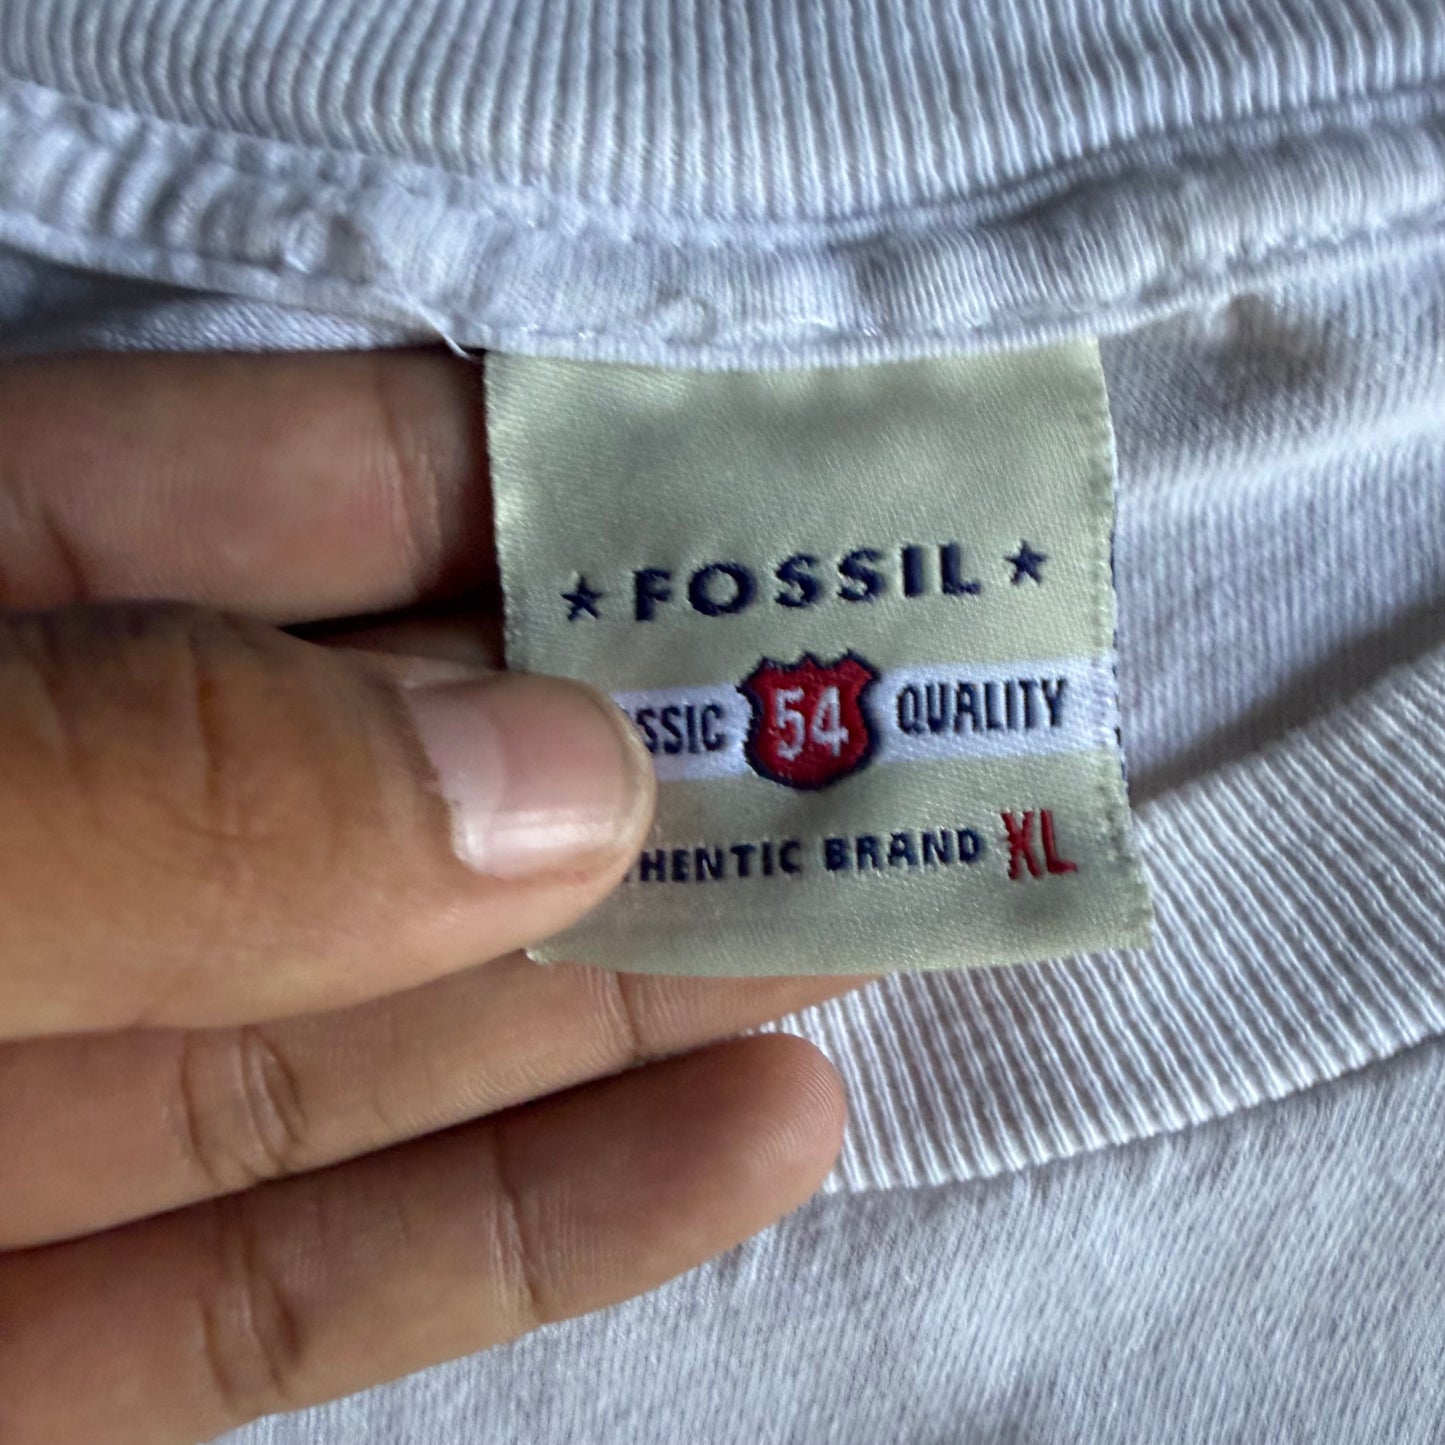 ★ FOSSIL ★
SSIC 54 QUALITY
HENTIC BRAND XL